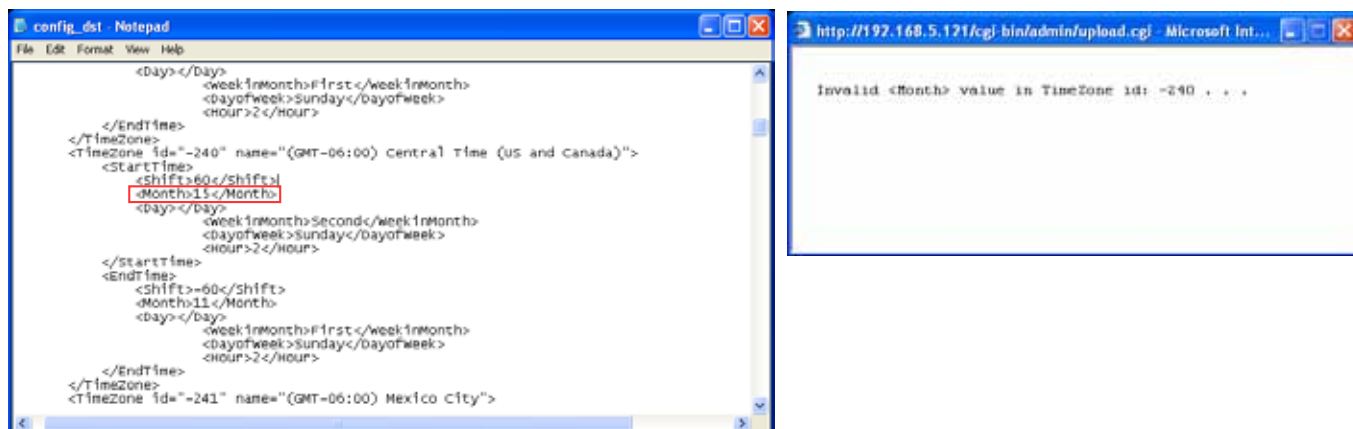 config_dst - Notepad
File Edit Format View Help
<Day></Day>
<WeekInMonth>First</WeekInMonth>
<DayofWeek>Sunday</DayofWeek>
<Hour>2</Hour>
</EndTime>
</TimeZone>
<TimeZone id="-240" name="(GMT-06:00) Central Time (US and Canada)">
<StartTime>
<Shift>60</Shift>
<Month>15</Month>
<Day></Day>
<WeekInMonth>Second</WeekInMonth>
<DayofWeek>Sunday</DayofWeek>
<Hour>2</Hour>
</StartTime>
<EndTime>
<Shift>-60</Shift>
<Month>11</Month>
<Day></Day>
<WeekInMonth>First</WeekInMonth>
<DayofWeek>Sunday</DayofWeek>
<Hour>2</Hour>
</EndTime>
</TimeZone>
<TimeZone id="-241" name="(GMT-06:00) Mexico City">
http://192.168.5.121/cgi-bin/admin/upload.cgi - Microsoft Int...
Invalid <Month> value in TimeZone id: -240 . . .